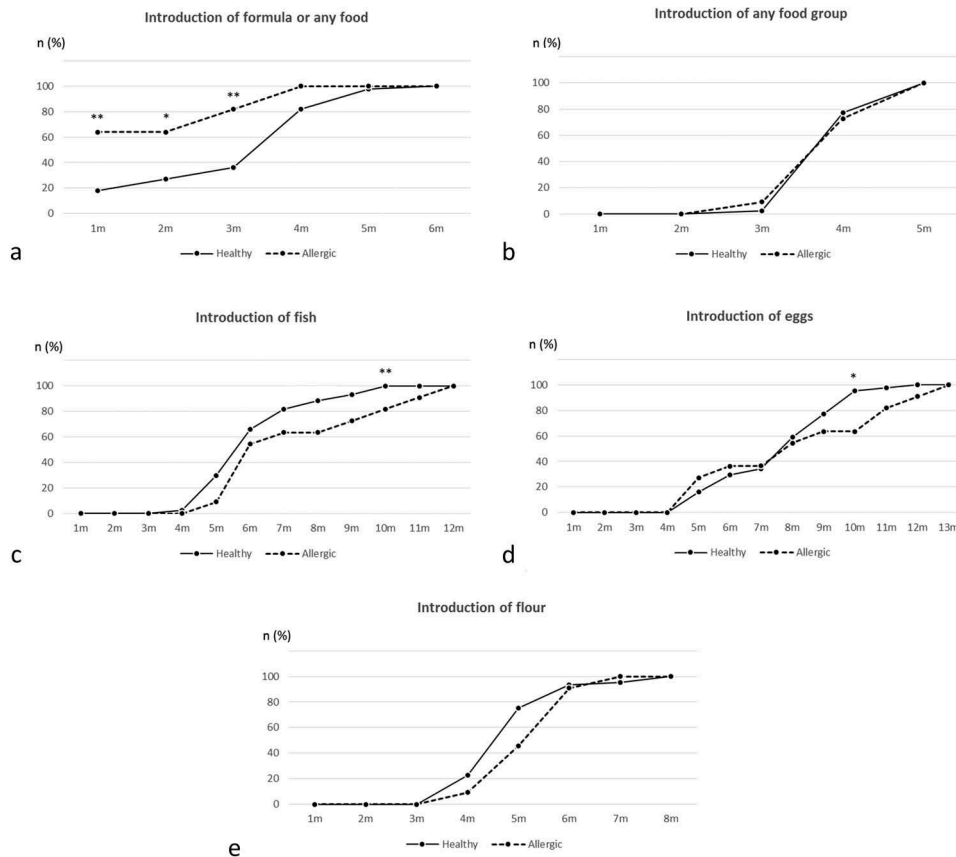 Introduction of formula or any food
n (%)
100
80
60
40
20
0
** * **
1m 2m 3m 4m 5m 6m
Healthy Allergic
a
Introduction of any food group
n (%)
100
80
60
40
20
0
1m 2m 3m 4m 5m
Healthy Allergic
b
Introduction of fish
n (%)
100
80
60
40
20
0
**
1m 2m 3m 4m 5m 6m 7m 8m 9m 10m 11m 12m
Healthy Allergic
c
Introduction of eggs
n (%)
100
80
60
40
20
0
*
1m 2m 3m 4m 5m 6m 7m 8m 9m 10m 11m 12m 13m
Healthy Allergic
d
Introduction of flour
n (%)
100
80
60
40
20
0
1m 2m 3m 4m 5m 6m 7m 8m
Healthy Allergic
e